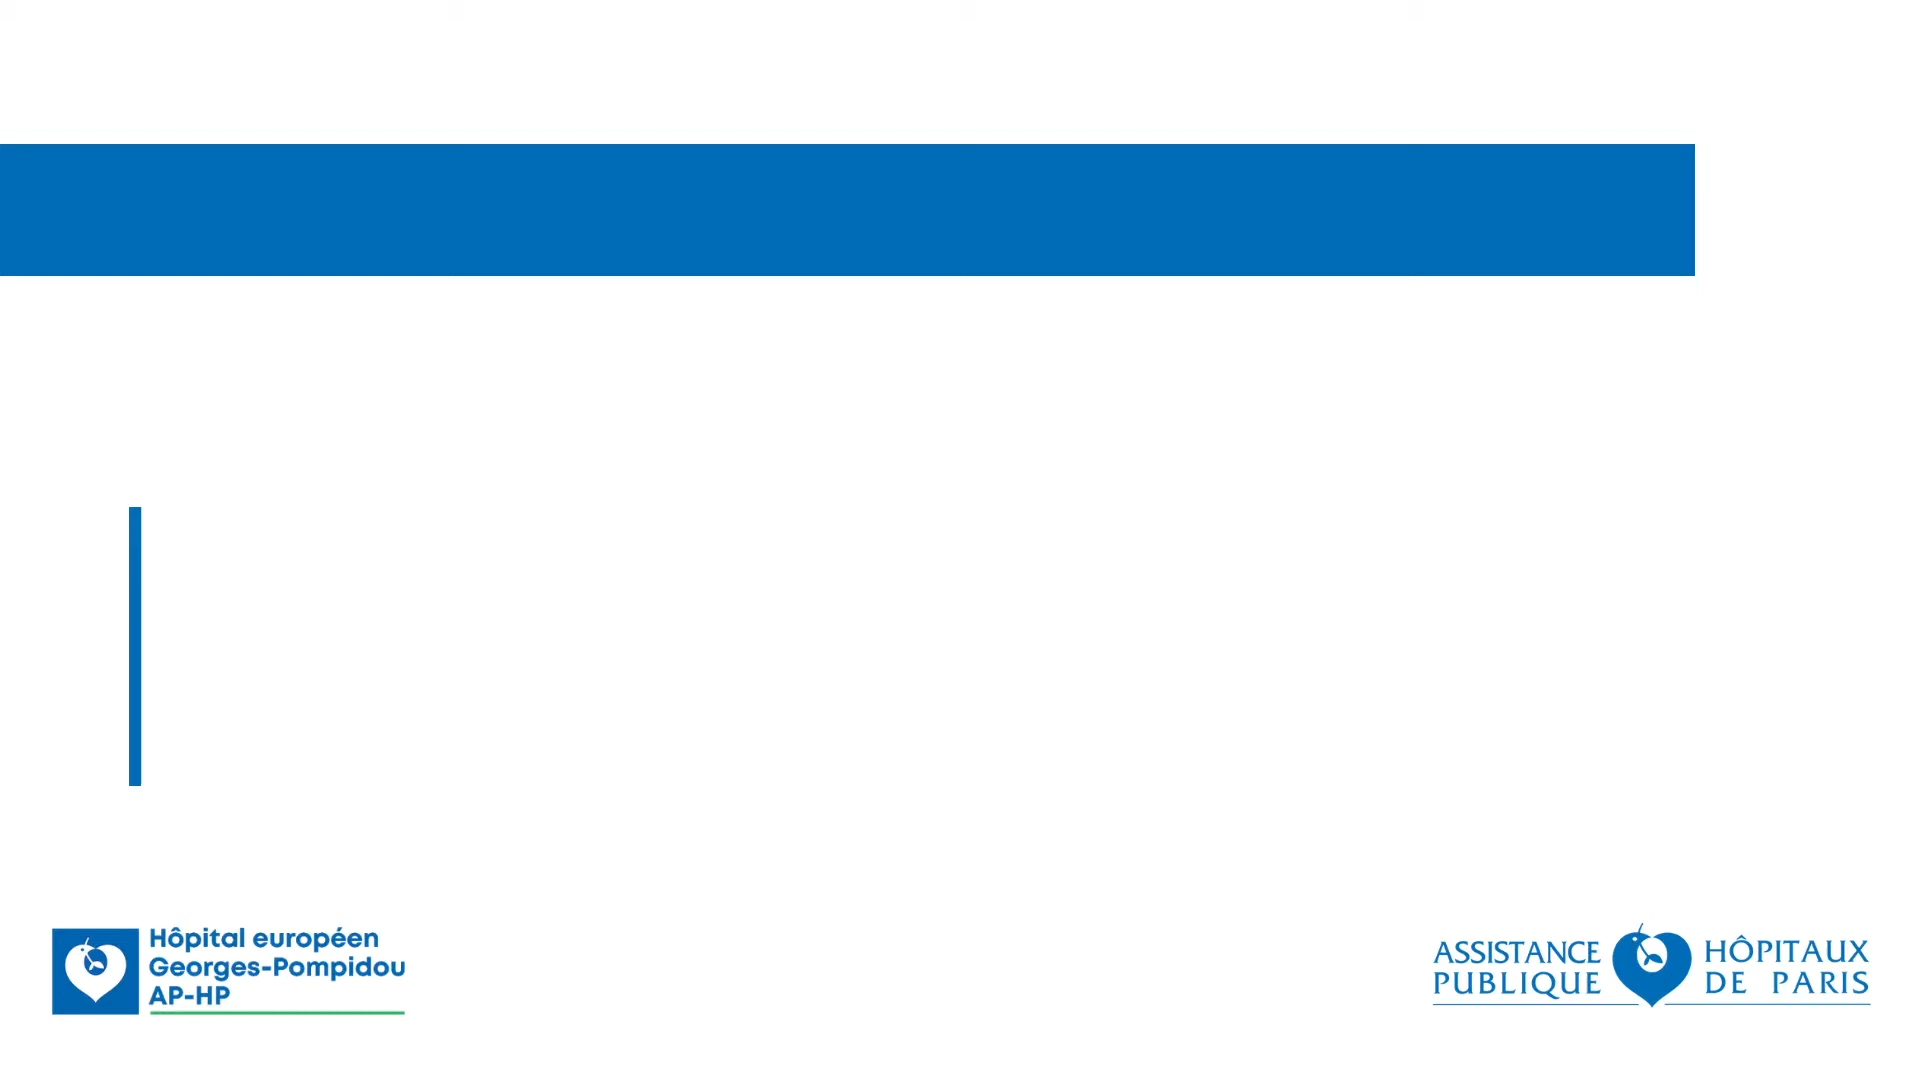 Hôpital européen
Georges-Pompidou
AP-HP
ASSISTANCE PUBLIQUE
HÔPITAUX DE PARIS